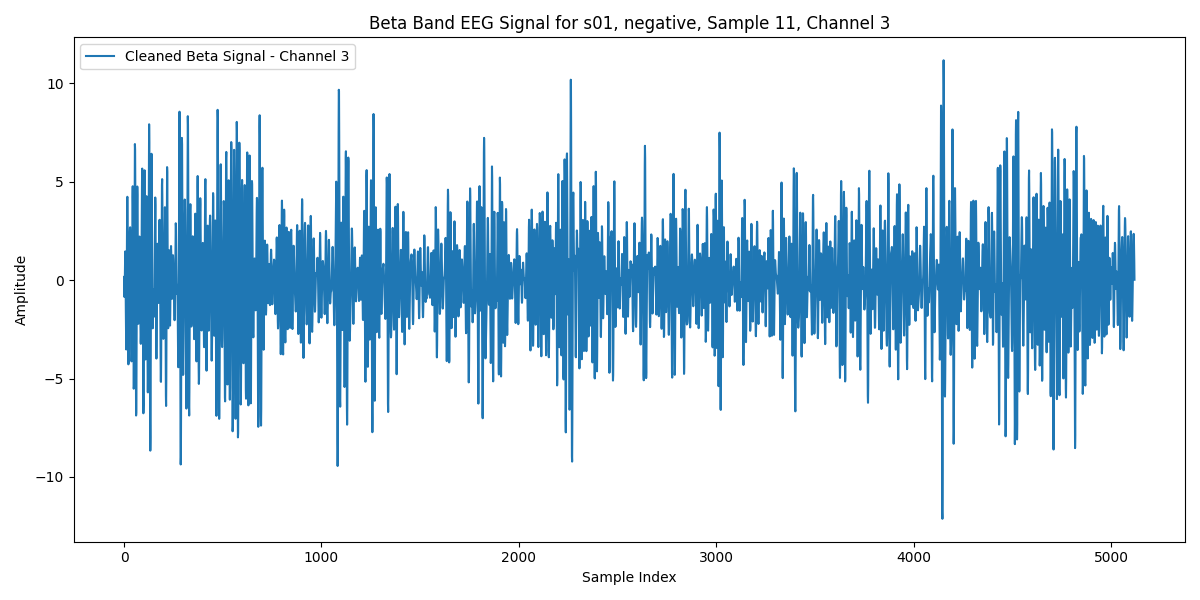 Beta Band EEG Signal for s01, negative, Sample 11, Channel 3
Cleaned Beta Signal - Channel 3
Amplitude
10
5
0
−5
−10
0 1000 2000 3000 4000 5000
Sample Index